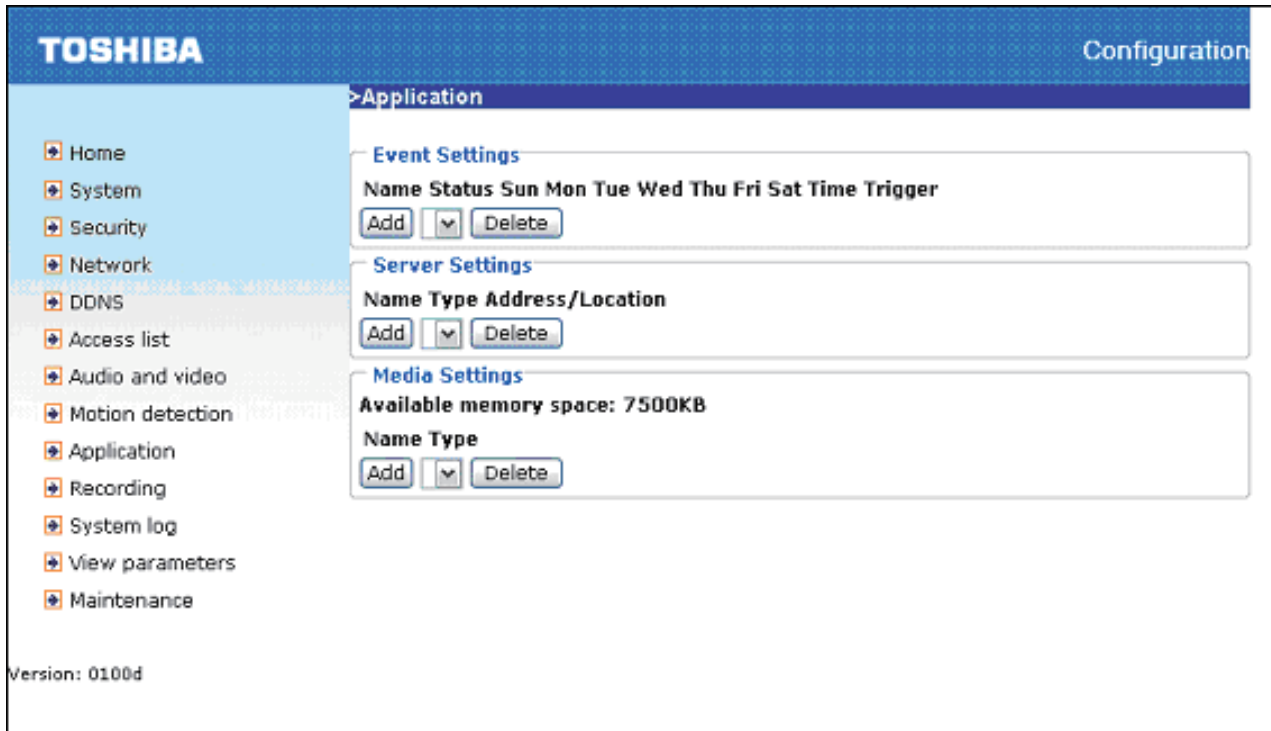 TOSHIBA
Configuration
>Application
Home
System
Security
Network
DDNS
Access list
Audio and video
Motion detection
Application
Recording
System log
View parameters
Maintenance
Version: 0100d
Event Settings
Name Status Sun Mon Tue Wed Thu Fri Sat Time Trigger
Add Delete
Server Settings
Name Type Address/Location
Add Delete
Media Settings
Available memory space: 7500KB
Name Type
Add Delete